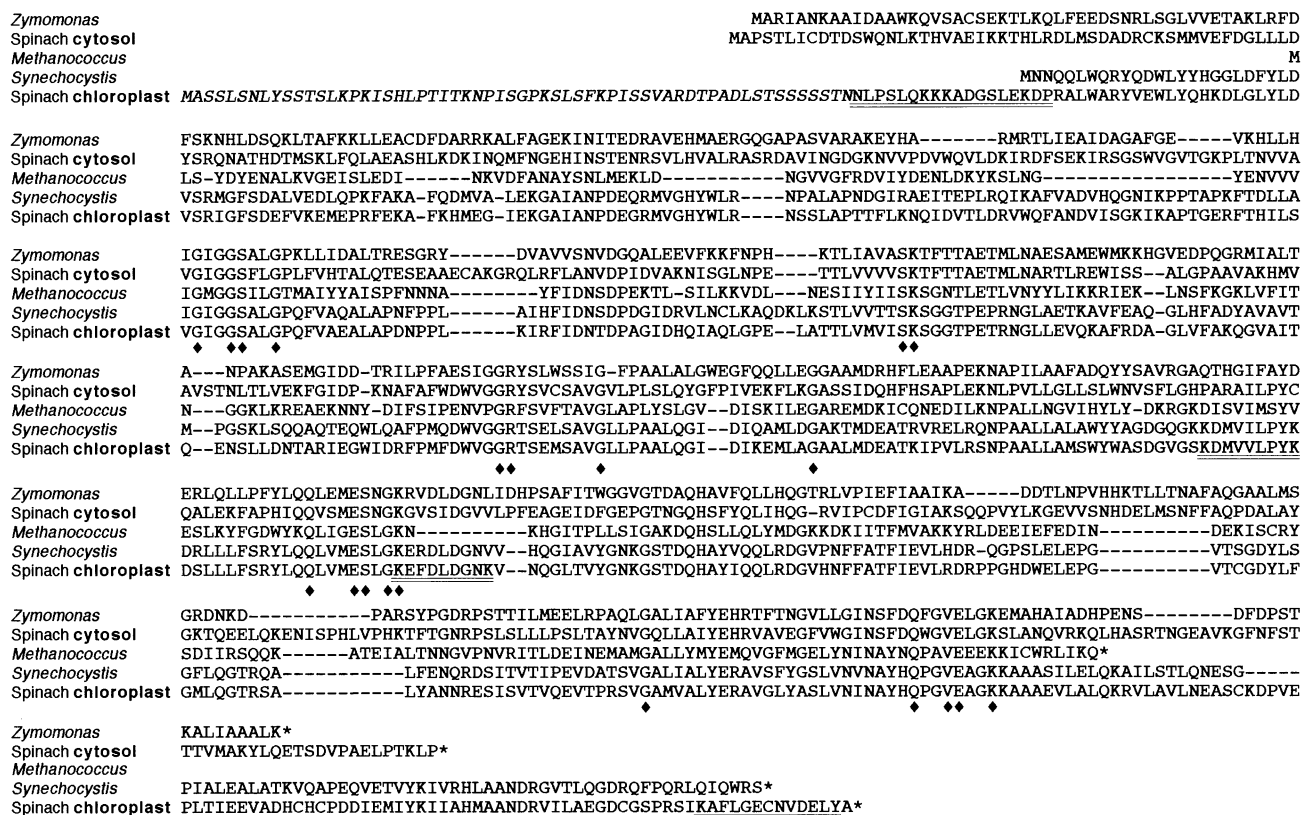 Zymomonas MARIANKAAIDAAWKQVSACSEKTLKQLFEEDSNRLSGLVVETAKLRFD
Spinach cytosol MAPSTLICDTDSWQNLKTHVAEIKKTHLRDLMSDADRCKSMMVEFDGLLLD
Methanococcus M
Synechocystis MNNQQLWQRYQDWLYYHGGLDFYLD
Spinach chloroplast MASSLSNLYSSTSLKPKISHLPTITKNPISGPKSLSFKPISSVARDTPADLSTSSSSSSTNNLPSLQKKKADGSLEKDPRALWARYVEWLYQHKDLGLYLD
Zymomonas FSKNHLDSQKLTAFKKLLEACDFDARRKALFAGEKINITEDRAVEHMAERGQGAPASVARAKEYHA-------RMRTLIEAIDAGAFGE-----VKHLLH
Spinach cytosol YSRQNATHDTMSKLFQLAEASHLKDKINQMFNGEHINSTENRSVLHVALRASRDAVINGDGKNVVPDVWQVLDKIRDFSEKIRSGSWVGVTGKPLTNVVA
Methanococcus LS-YDYENALKVGEISLEDI-----NKVDFANAYSNLMEKLD----------NGVVGFRDVIYDENLDKYKSLNG---------------YENVVV
Synechocystis VSRMGFSDALVEDLQPKFAKA-FQDMVA-LEKGAIANPDEQRMVGHYWLR----NPALAPNDGIRAEITEPLRQIKAFVADVHQGNIKPPTAPKFTDLLA
Spinach chloroplast VSRIGFSDEFVKEMEPRFEKA-FKHMEG-IEKGAIANPDEGRMVGHYWLR----NSSLAPTTFLKNQIDVTLDRVWQFANDVISGKIKAPTGERFTHILS
Zymomonas IGIGGSALGPKLLIDALTRESGRY------DVAVVSNVDGQALEEVFKKFNPH---KTLIAVASKTFTTAETMLNAESAMEWMKKHGVEDPQGRMIALT
Spinach cytosol VGIGGSFLGPLFVHTALQTESEAAECAKGRQLRFLANVDPIDVAKNISGLNPE----TTLVVVVSKTFTTAETMLNARTLREWISS--ALGPAAVAKHMV
Methanococcus IGMGGSILGTMAIYYAISPFNNNA--------YFIDNSDPEKTL-SILKKVDL---NESIIYIISKSGNTLETLVNYYLIKKRIEK--LNSFKGKLVFIT
Synechocystis IGIGGSALGPQFVAQALAPNFPPL------AIHFIDNSDPDGIDRVLNCLKAQDKLKSTLVVTTSKSGGTPEPRNGLAETKAVFEAQ-GLHFADYAVAVT
Spinach chloroplast VGIGGSALGPQFVAEALAPDNPPL------KIRFIDNTDPAGIDHQIAQLGPE---LATTLVMVISKSGGTPETRNGLLEVQKAFRDA-GLVFAKQGVAIT
♦ ♦♦ ♦ ♦♦
Zymomonas A---NPAKASEMGIDD-TRILPFAESIGGRYSLWSSIG-FPAALALGWEGFQQLLEGGAAMDRHFLEAAPEKNAPILAAFADQYYSAVRGAQTHGIFAYD
Spinach cytosol AVSTNLTLVEKFGIDP-KNAFAFWDWVGGRYSVCSAVGVLPLSLQYGFPIVEKFLKGASSIDQHFHSAPLEKNLPVLLGLLSLWNVSFLGHPARAILPYC
Methanococcus N---GGKLKREAEKNNY-DIFSIPENVPGRFSVFTAVGLAPLYSLGV--DISKILEGAREMDKICQNEDILKNPALLNGVIHYLY-DKRGKDISVIMSYV
Synechocystis M--PGSKLSQQAQTEQWLQAFPMQDWVGGRTSELSAVGLLPAALQGI--DIQAMLDGAKTMDEATRVRELRQNPAALLALAWYYAGDGQGKKDMVILPYK
Spinach chloroplast Q--ENSLLDNTARIEGWIDRFPMFDWVGGRTSEMSAVGLLPAALQGI--DIKEMLAGAALMDEATKIPVLRSNPAALLAMSWYWASDGVGSKDMVVLPYK
♦♦ ♦ ♦
Zymomonas ERLQLLPFYLQQLEMESNGKRVDLDGNLIDHPSAFITWGGVGTDAQHAVFQLLHQGTRLVPIEFIAAIKA-----DDTLNPVHHKTLLTNAFAQGAALMS
Spinach cytosol QALEKFAPHIQQVSMESNGKGVSIDGVVLPFEAGEIDFGEPGTNGQHSFYQLIHQG-RVIPCDFIGIAKSQQPVYLKGEVVSNHDELMSNFFAQPDALAY
Methanococcus ESLKYFGDWYKQLIGESLGKN--------KHGITPLLSIGAKDQHSLLQLYMDGKKDKIITFMVAKKYRLDEEIEFEDIN----------DEKISCRY
Synechocystis DRLLLFSRYLQQLVMESLGKERDLDGNVV--HQGIAVYGNKGSTDQHAYVQQLRDGVPNFFATFIEVLHDR-QGPSLELEPG-------VTSGDYLS
Spinach chloroplast DSLLLFSRYLQQLVMESLGKEFDLDGNKV--NQGLTVYGNKGSTDQHAYIQQLRDGVHNFFATFIEVLRDRPPGHDWELEPG-------VTCGDYLF
♦ ♦♦ ♦♦
Zymomonas GRDNKD----------PARSYPGDRPSTTILMEELRPAQLGALIAFYEHRTFTNGVLLGINSFDQFGVELGKEMAHAIADHPENS--------DFDPST
Spinach cytosol GKTQEELQKENISPHLVPHKTFTGNRPSLSLLLPSLTAYNVGQLLAIYEHRVAVEGFVWGINSFDQWGVELGKSLANQVRKQLHASRTNGEAVKGFNFST
Methanococcus SDIIRSQQK------ATEIALTNNGVPNVRITLDEINEMAMGALLYMYEMQVGFMGELYNINAYNQPAVEEEKKICWRLIKQ*
Synechocystis GFLQGTRQA-----------LFENQRDSITVTIPEVDATSVGALIALYERAVSFYGSLVNVNAYHQPGVEAGKKAAASILELQKAILSTLQNESG-----
Spinach chloroplast GMLQGTRSA-----------LYANNRESISVTVQEVTPRSVGAMVALYERAVGLYASLVNINAYHQPGVEAGKKAAAEVLALQKRVLAVLNEASCKDPVE
♦ ♦ ♦♦ ♦
Zymomonas KALIAAALK*
Spinach cytosol TTVMAKYLQETSDVPAELPTKLP*
Methanococcus
Synechocystis PIALEALATKVQAPEQVETVYKIVRHLAANDRGVTLQGDRQFPQRLQIQWRS*
Spinach chloroplast PLTIEEVADHCHCPDDIEMIYKIIAHMAANDRVILAEGDCGSPRSIKAFLGECNVDELYA*